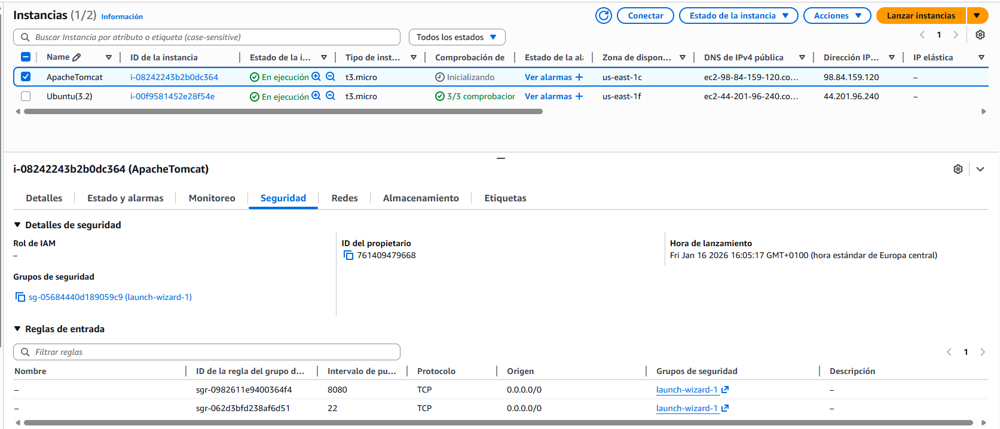 Instancias (1/2) Información Conectar Estado de la instancia Acciones Lanzar instancias
Buscar Instancia por atributo o etiqueta (case-sensitive) Todos los estados 1
Name ID de la instancia Estado de la i... Tipo de inst... Comprobación de Estado de la ala Zona de dispon... DNS de IPv4 pública Dirección IP... IP elástica
ApacheTomcat i-08242243b2b0dc364 En ejecución t3.micro Inicializando Ver alarmas + us-east-1c ec2-98-84-159-120.co... 98.84.159.120 –
Ubuntu(3.2) i-00f9581452e28f54e En ejecución t3.micro 3/3 comprobacior Ver alarmas + us-east-1f ec2-44-201-96-240.co... 44.201.96.240 –
i-08242243b2b0dc364 (ApacheTomcat)
Detalles Estado y alarmas Monitoreo Seguridad Redes Almacenamiento Etiquetas
Detalles de seguridad
Rol de IAM ID del propietario Hora de lanzamiento
– 761409479668 Fri Jan 16 2026 16:05:17 GMT+0100 (hora estándar de Europa central)
Grupos de seguridad
sg-05684440d189059c9 (launch-wizard-1)
Reglas de entrada
Filtrar reglas 1
Nombre ID de la regla del grupo d... Intervalo de pu... Protocolo Origen Grupos de seguridad Descripción
– sgr-0982611e9400364f4 8080 TCP 0.0.0.0/0 launch-wizard-1 –
– sgr-062d3bfd238af6d51 22 TCP 0.0.0.0/0 launch-wizard-1 –